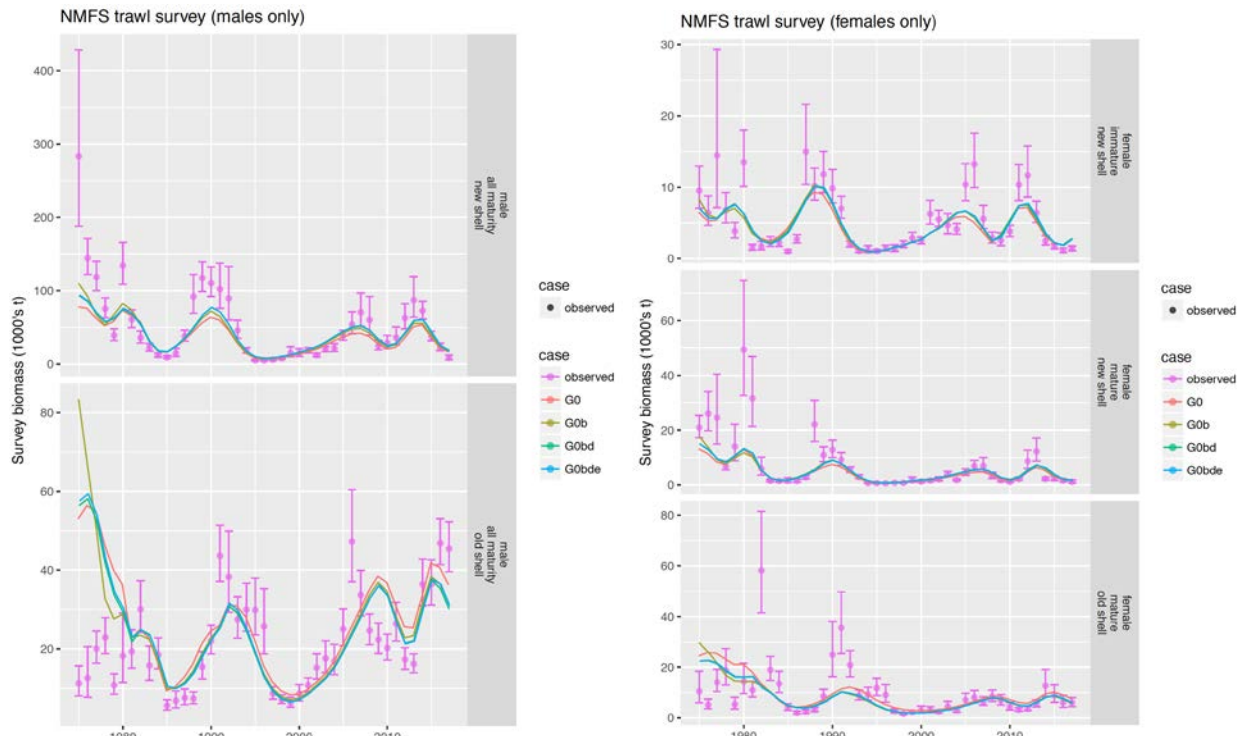 NMFS trawl survey (males only)
Survey biomass (1000's t)
400
300
200
100
0
male
all maturity
new shell
80
60
40
20
male
all maturity
old shell
1980
1990
2000
2010
case
observed
case
observed
G0
G0b
G0bd
G0bde
NMFS trawl survey (females only)
Survey biomass (1000's t)
30
20
10
0
female
immature
new shell
60
40
20
0
female
mature
new shell
80
60
40
20
0
female
mature
old shell
1980
1990
2000
2010
case
observed
case
observed
G0
G0b
G0bd
G0bde